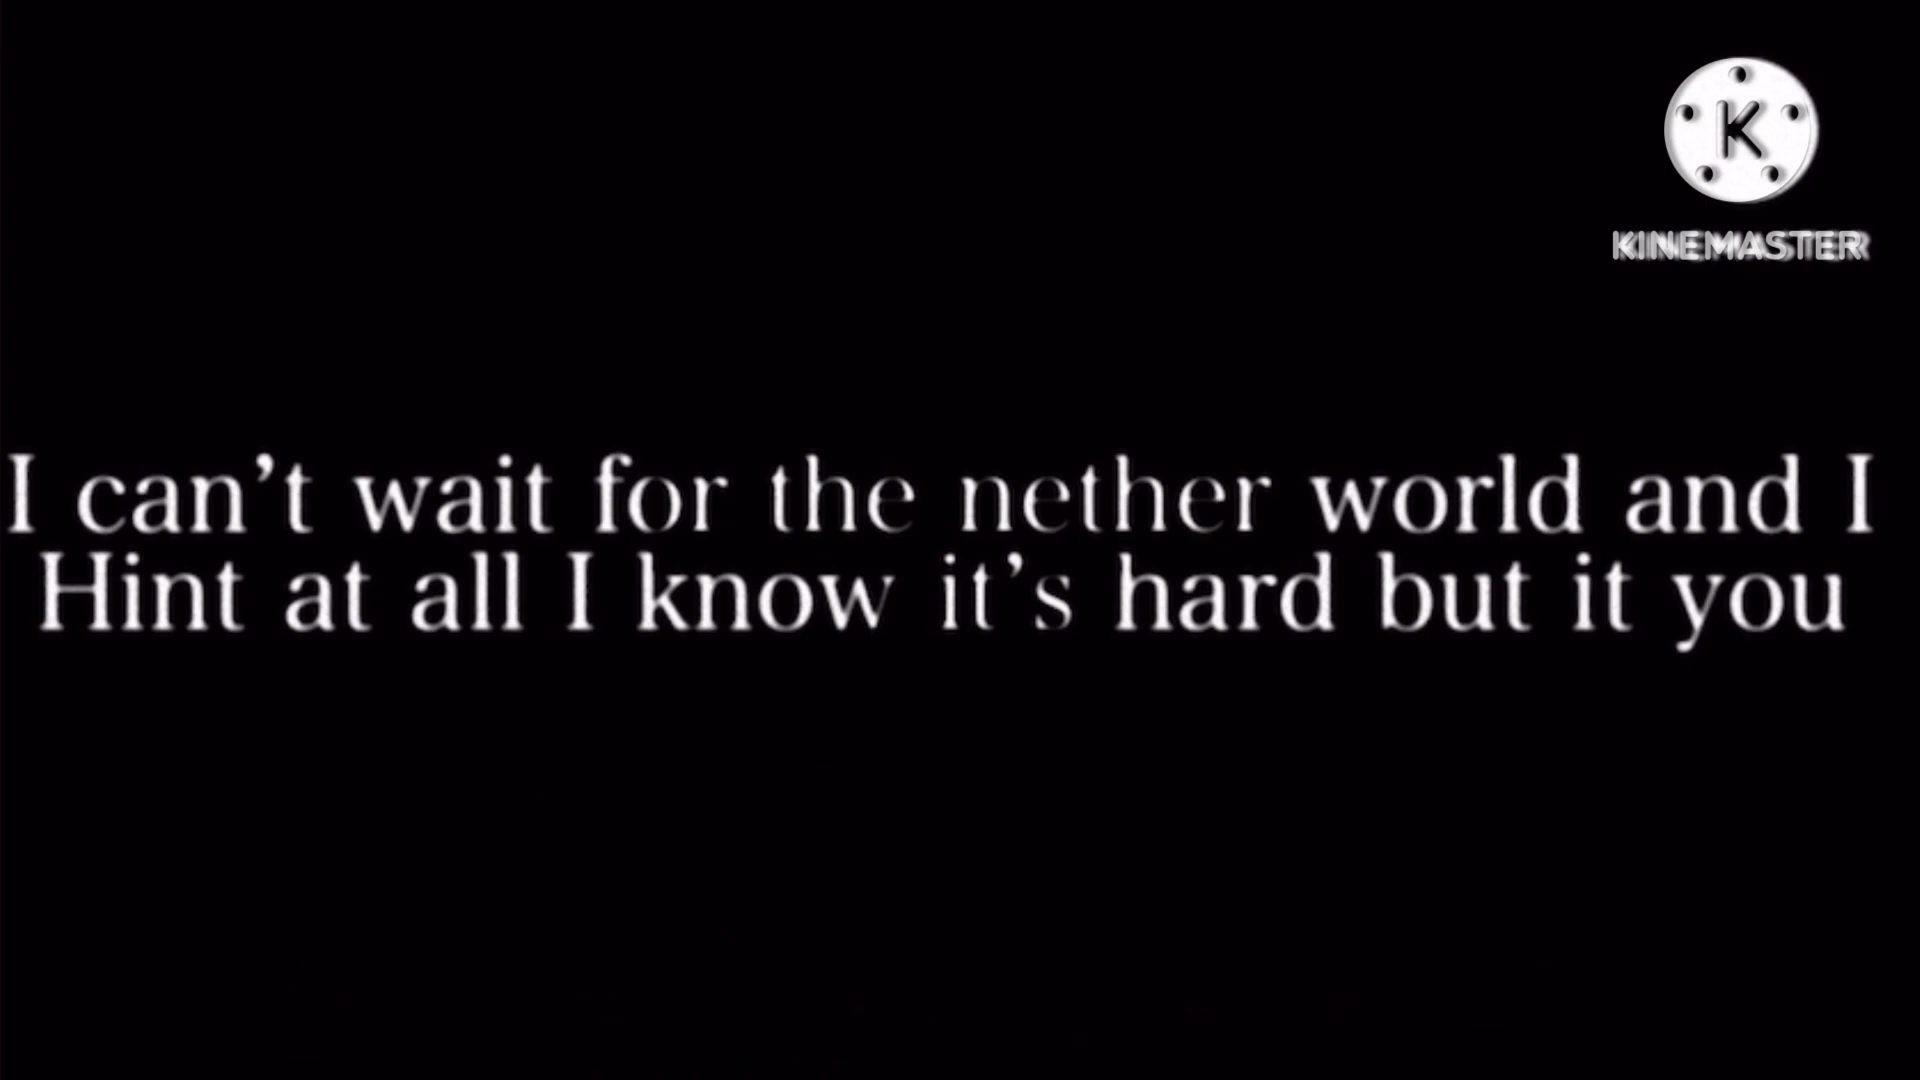 K
KINEMASTER
I can’t wait for the nether world and I
Hint at all I know it’s hard but it you